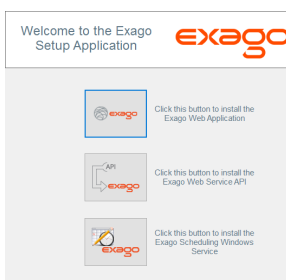 Welcome to the Exago
Setup Application
exago
exago
Click this button to install the
Exago Web Application
API
exago
Click this button to install the
Exago Web Service API
exago
Click this button to install the
Exago Scheduling Windows
Service